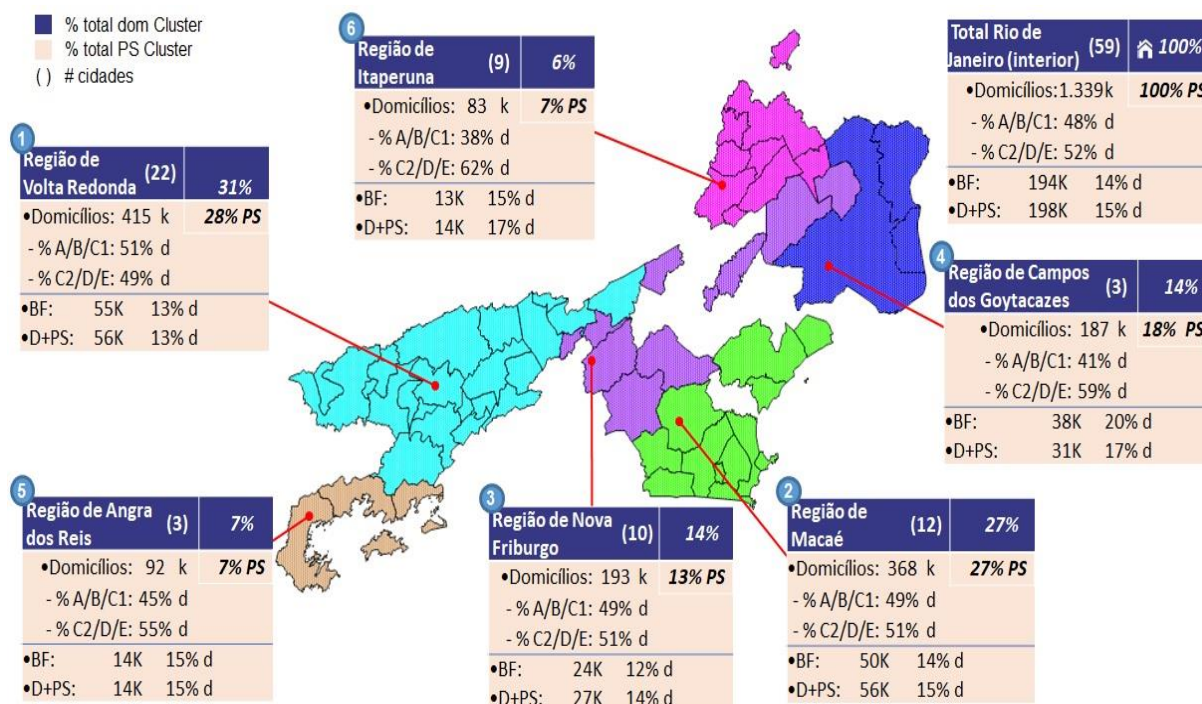 % total dom Cluster
% total PS Cluster
( ) # cidades
6
Região de
Itaperuna (9) 6%
•Domicílios: 83 k 7% PS
- % A/B/C1: 38% d
- % C2/D/E: 62% d
•BF: 13K 15% d
•D+PS: 14K 17% d
Total Rio de
Janeiro (interior) (59) 100%
•Domicílios:1.339k 100% PS
- % A/B/C1: 48% d
- % C2/D/E: 52% d
•BF: 194K 14% d
•D+PS: 198K 15% d
1
Região de
Volta Redonda (22) 31%
•Domicílios: 415 k 28% PS
- % A/B/C1: 51% d
- % C2/D/E: 49% d
•BF: 55K 13% d
•D+PS: 56K 13% d
4
Região de Campos
dos Goytacazes (3) 14%
•Domicílios: 187 k 18% PS
- % A/B/C1: 41% d
- % C2/D/E: 59% d
•BF: 38K 20% d
•D+PS: 31K 17% d
5
Região de Angra
dos Reis (3) 7%
•Domicílios: 92 k 7% PS
- % A/B/C1: 45% d
- % C2/D/E: 55% d
•BF: 14K 15% d
•D+PS: 14K 15% d
3
Região de Nova
Friburgo (10) 14%
•Domicílios: 193 k 13% PS
- % A/B/C1: 49% d
- % C2/D/E: 51% d
•BF: 24K 12% d
•D+PS: 27K 14% d
2
Região de
Macaé (12) 27%
•Domicílios: 368 k 27% PS
- % A/B/C1: 49% d
- % C2/D/E: 51% d
•BF: 50K 14% d
•D+PS: 56K 15% d